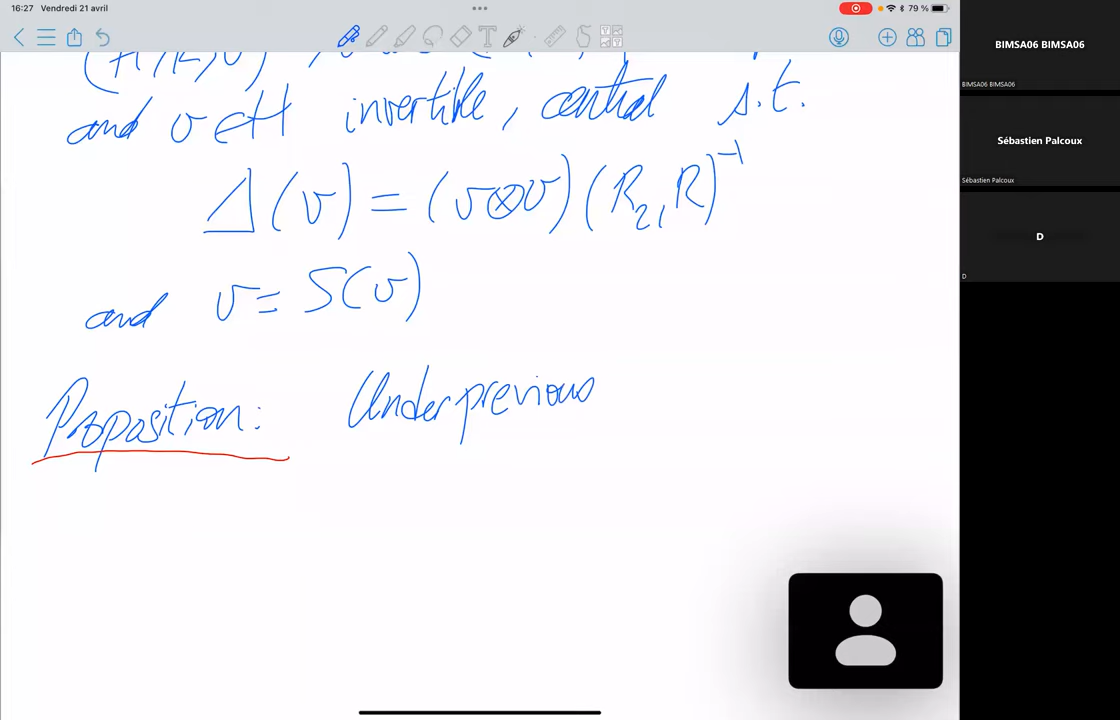 16:27 Vendredi 21 avril
79 %
and v ∈ H invertible, central s.t.
Δ(v) = (v⊗v)(R₂₁R)⁻¹
and v = S(v)
Proposition: Under previous
BIMSA06 BIMSA06
BIMSA06 BIMSA06
Sébastien Palcoux
Sébastien Palcoux
D
D